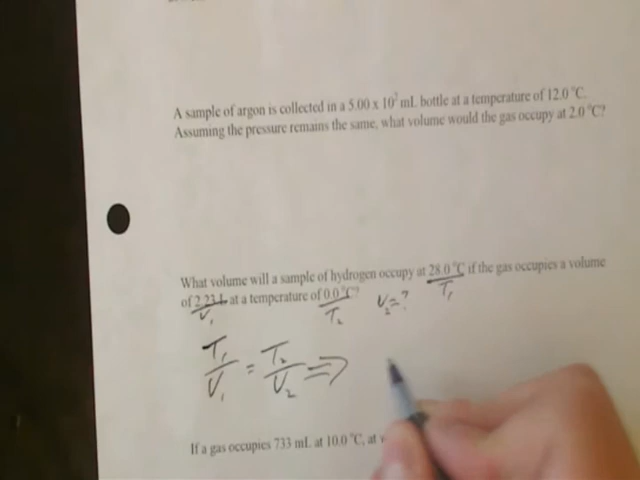 A sample of argon is collected in a 5.00 x 10² mL bottle at a temperature of 12.0 °C.
Assuming the pressure remains the same, what volume would the gas occupy at 2.0 °C?
What volume will a sample of hydrogen occupy at 28.0 °C if the gas occupies a volume
of 2.23 L at a temperature of 0.0 °C? V₂=? T₁
V₁ T₂
T₁/V₁ = T₂/V₂ ⇒
If a gas occupies 733 mL at 10.0 °C, at